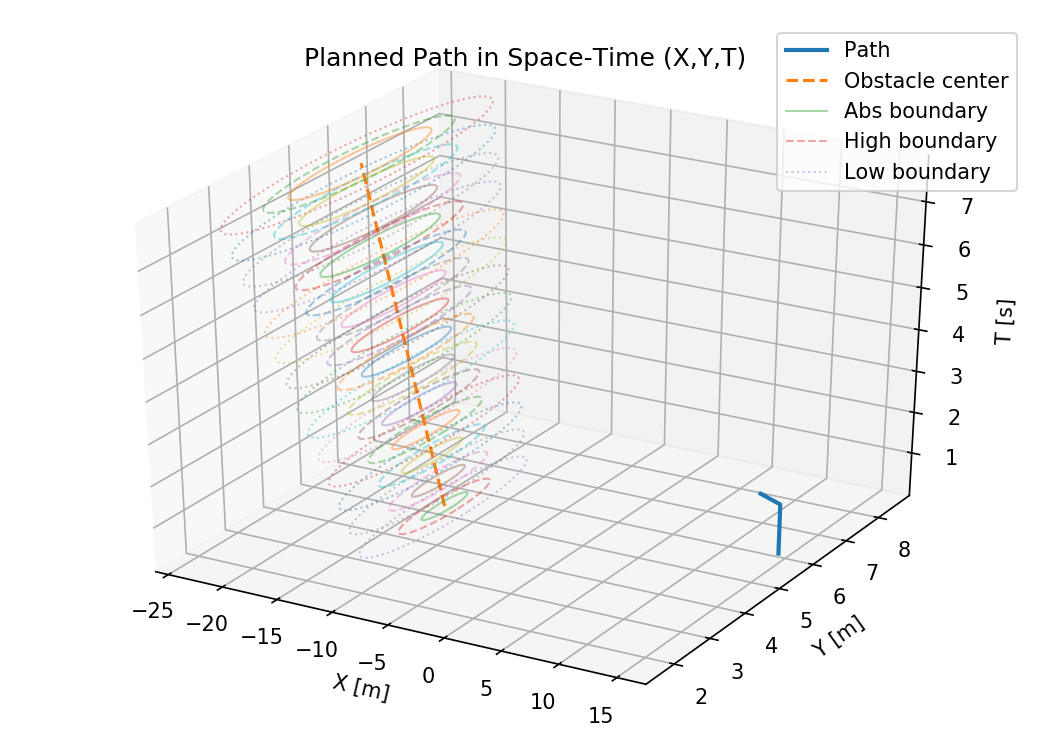 Planned Path in Space-Time (X,Y,T)
Path
Obstacle center
Abs boundary
High boundary
Low boundary
7
6
5
4
3
2
1
T [s]
8
7
6
5
4
3
2
Y [m]
−25
−20
−15
−10
−5
0
5
10
15
X [m]